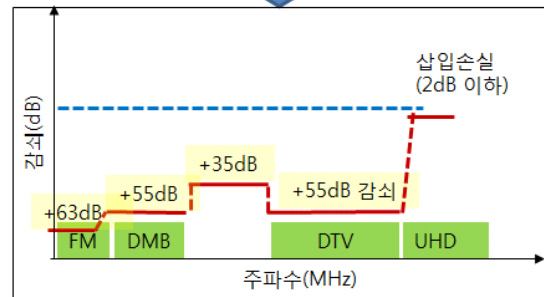 삽입손실
(2dB 이하)
감쇠(dB)
+35dB
+55dB
+55dB 감쇠
+63dB
FM
DMB
DTV
UHD
주파수(MHz)